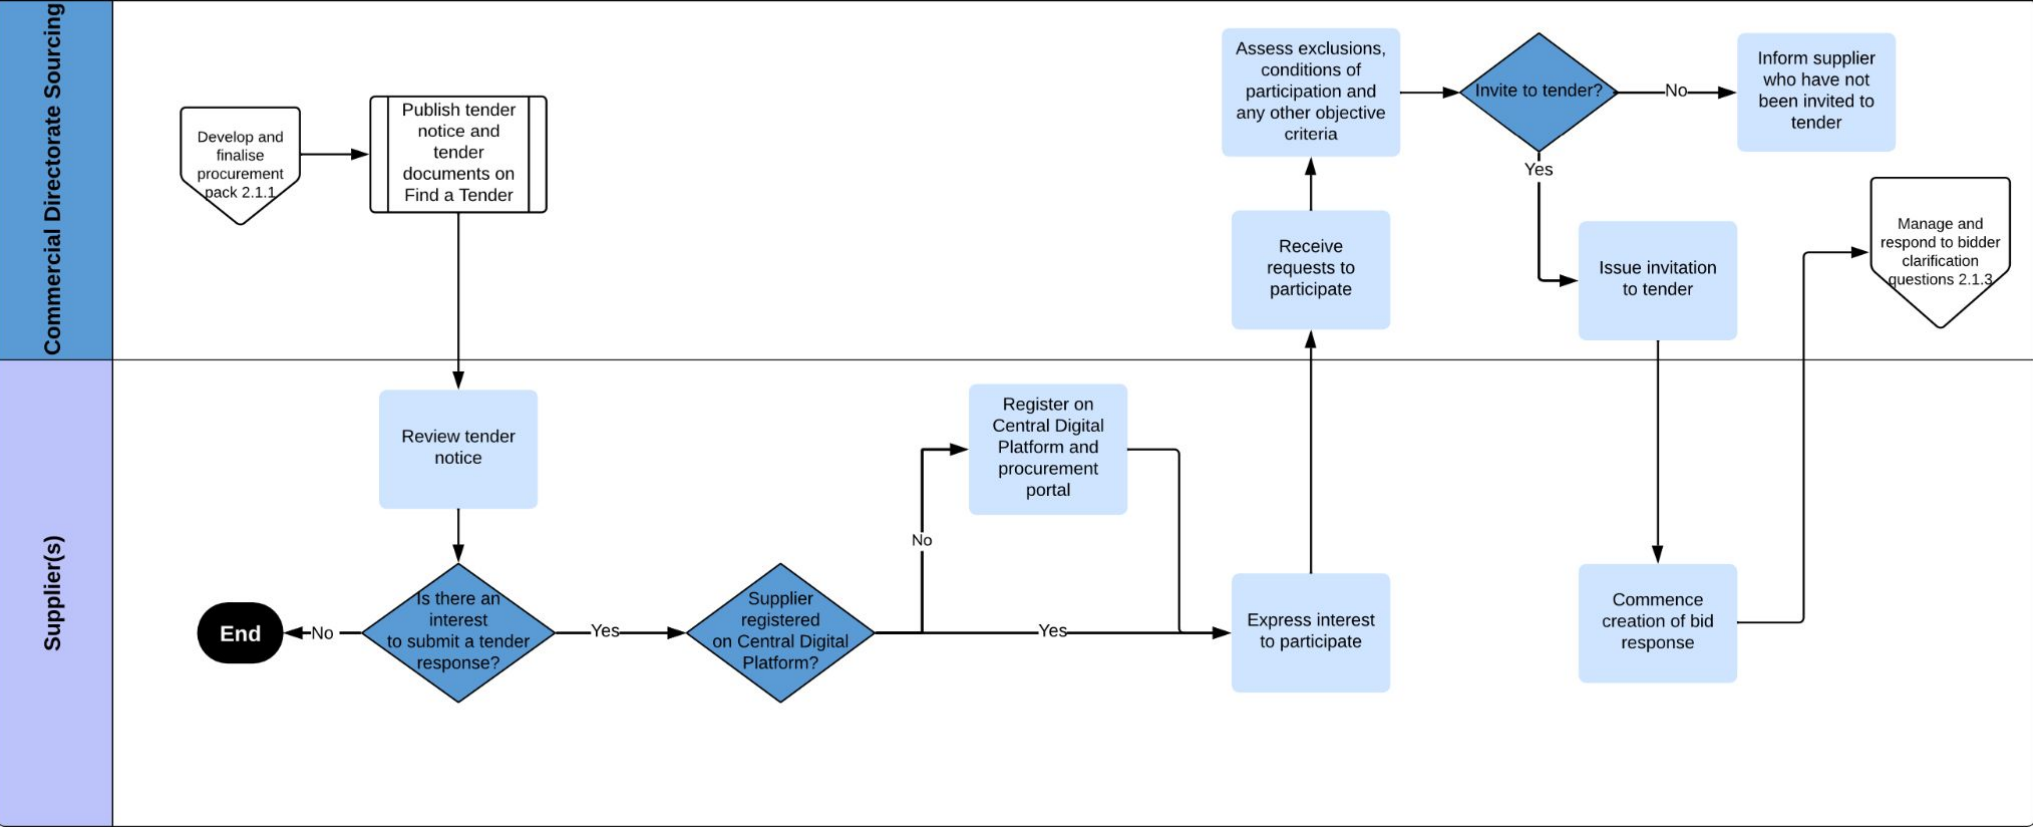 Commercial Directorate Sourcing
Develop and
finalise
procurement
pack 2.1.1
Publish tender
notice and
tender
documents on
Find a Tender
Assess exclusions,
conditions of
participation and
any other objective
criteria
Invite to tender?
No
Inform supplier
who have not
been invited to
tender
Yes
Receive
requests to
participate
Issue invitation
to tender
Manage and
respond to bidder
clarification
questions 2.1.3
Supplier(s)
Review tender
notice
Is there an
interest
to submit a tender
response?
No
End
Yes
Supplier
registered
on Central Digital
Platform?
No
Register on
Central Digital
Platform and
procurement
portal
Yes
Express interest
to participate
Commence
creation of bid
response